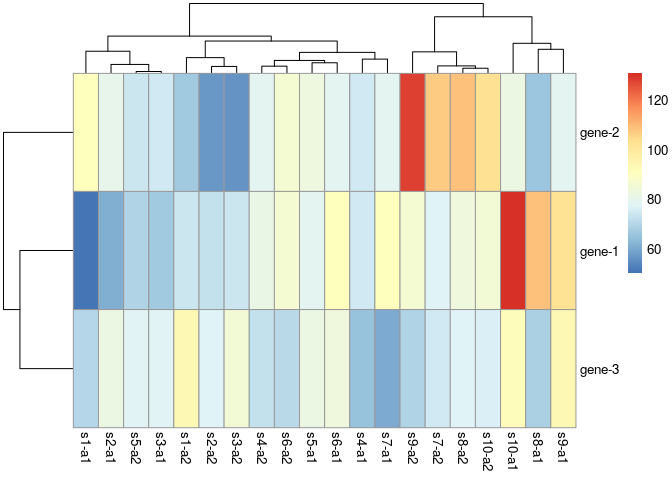 gene-2
gene-1
gene-3
120
100
80
60
s1-a1
s2-a1
s5-a2
s3-a1
s1-a2
s2-a2
s3-a2
s4-a2
s6-a2
s5-a1
s6-a1
s4-a1
s7-a1
s9-a2
s7-a2
s8-a2
s10-a2
s10-a1
s8-a1
s9-a1